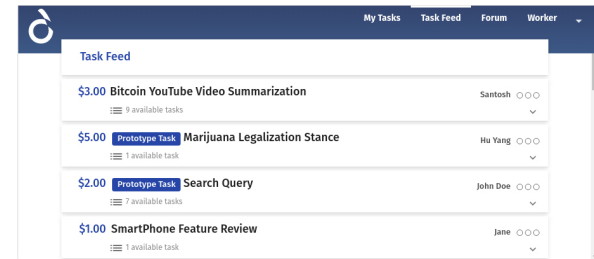 My Tasks Task Feed Forum Worker
Task Feed
$3.00 Bitcoin YouTube Video Summarization Santosh
9 available tasks
$5.00 Prototype Task Marijuana Legalization Stance Hu Yang
1 available task
$2.00 Prototype Task Search Query John Doe
7 available tasks
$1.00 SmartPhone Feature Review Jane
1 available task